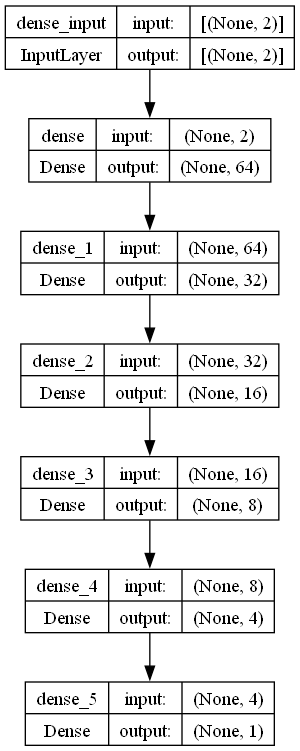 dense_input input: [(None, 2)]
InputLayer output: [(None, 2)]
dense input: (None, 2)
Dense output: (None, 64)
dense_1 input: (None, 64)
Dense output: (None, 32)
dense_2 input: (None, 32)
Dense output: (None, 16)
dense_3 input: (None, 16)
Dense output: (None, 8)
dense_4 input: (None, 8)
Dense output: (None, 4)
dense_5 input: (None, 4)
Dense output: (None, 1)